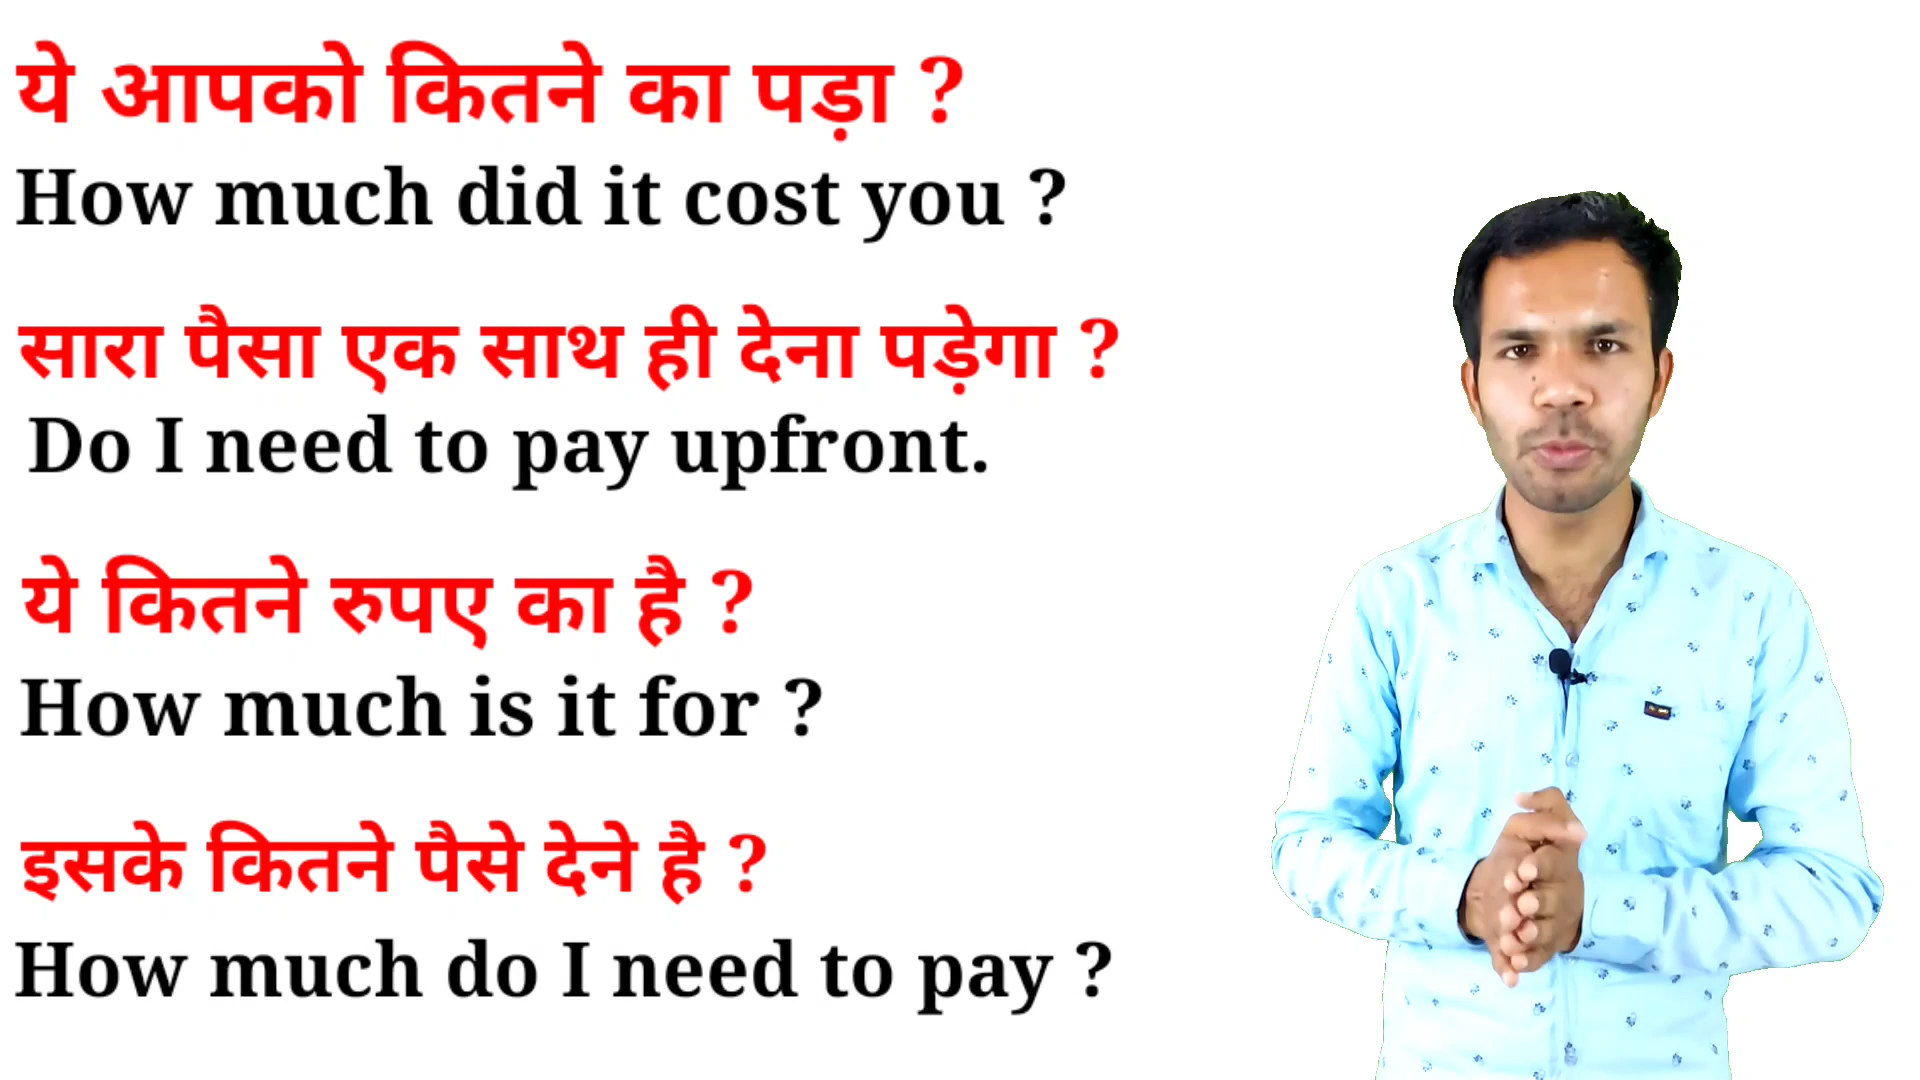 ये आपको कितने का पड़ा ?
How much did it cost you ?
सारा पैसा एक साथ ही देना पड़ेगा ?
Do I need to pay upfront.
ये कितने रुपए का है ?
How much is it for ?
इसके कितने पैसे देने है ?
How much do I need to pay ?